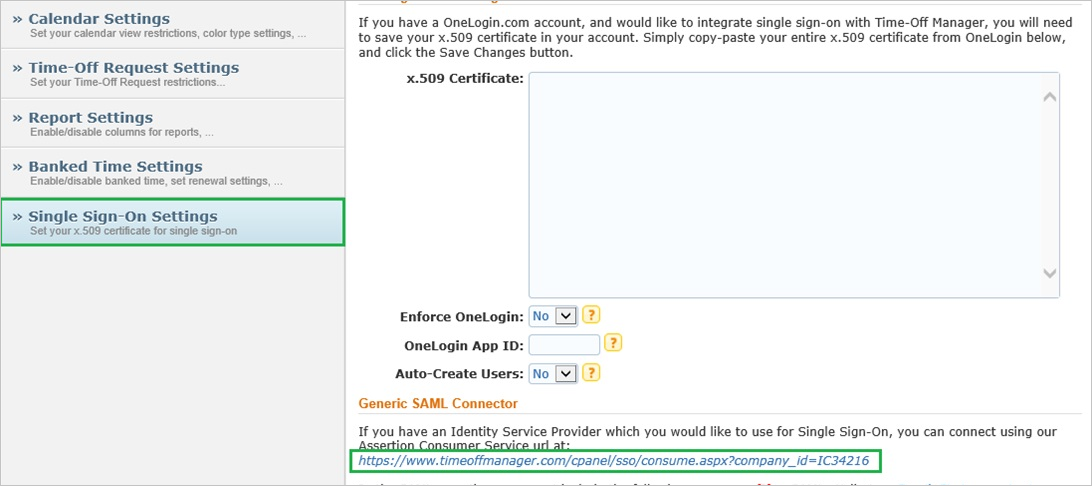 » Calendar Settings
Set your calendar view restrictions, color type settings, ...
» Time-Off Request Settings
Set your Time-Off Request restrictions...
» Report Settings
Enable/disable columns for reports, ...
» Banked Time Settings
Enable/disable banked time, set renewal settings, ...
» Single Sign-On Settings
Set your x.509 certificate for single sign-on
If you have a OneLogin.com account, and would like to integrate single sign-on with Time-Off Manager, you will need
to save your x.509 certificate in your account. Simply copy-paste your entire x.509 certificate from OneLogin below,
and click the Save Changes button.
x.509 Certificate:
Enforce OneLogin: No ?
OneLogin App ID: ?
Auto-Create Users: No ?
Generic SAML Connector
If you have an Identity Service Provider which you would like to use for Single Sign-On, you can connect using our
Assertion Consumer Service url at:
https://www.timeoffmanager.com/cpanel/sso/consume.aspx?company_id=IC34216